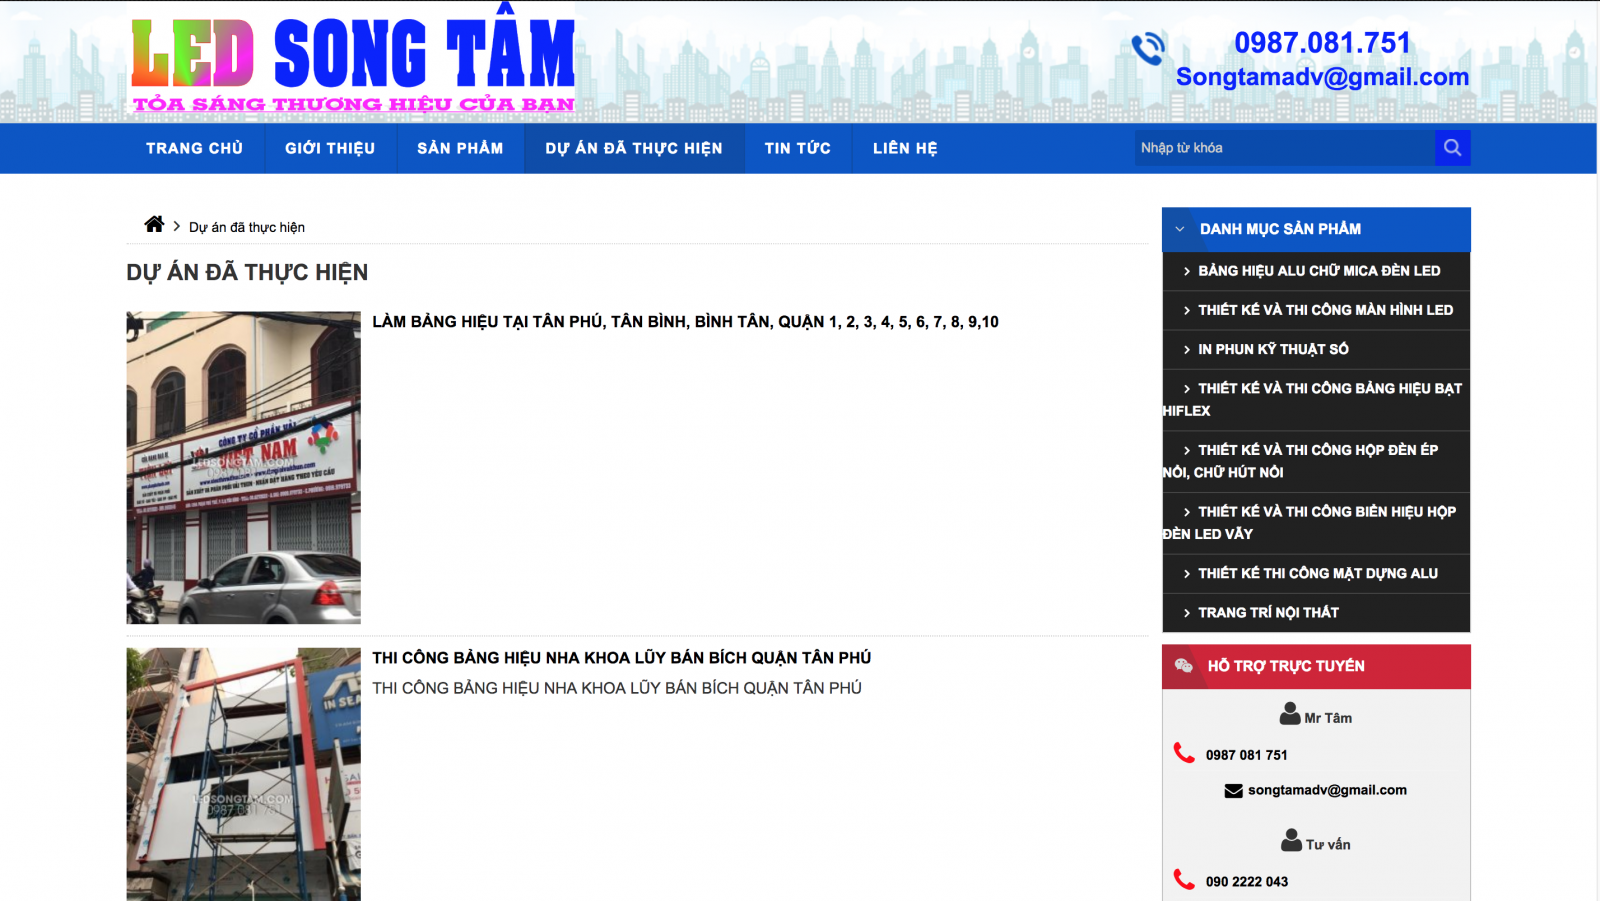 LED SONG TÂM
TỎA SÁNG THƯƠNG HIỆU CỦA BẠN
0987.081.751
Songtamadv@gmail.com
TRANG CHỦ GIỚI THIỆU SẢN PHẨM DỰ ÁN ĐÃ THỰC HIỆN TIN TỨC LIÊN HỆ
Nhập từ khóa
Dự án đã thực hiện
DỰ ÁN ĐÃ THỰC HIỆN
LÀM BẢNG HIỆU TẠI TÂN PHÚ, TÂN BÌNH, BÌNH TÂN, QUẬN 1, 2, 3, 4, 5, 6, 7, 8, 9,10
CÔNG TY CỔ PHẦN VẢI
VIỆT NAM
LEDSONGTAM.COM
THI CÔNG BẢNG HIỆU NHA KHOA LŨY BÁN BÍCH QUẬN TÂN PHÚ
THI CÔNG BẢNG HIỆU NHA KHOA LŨY BÁN BÍCH QUẬN TÂN PHÚ
LEDSONGTAM.COM
0987 081 751
DANH MỤC SẢN PHẨM
BẢNG HIỆU ALU CHỮ MICA ĐÈN LED
THIẾT KẾ VÀ THI CÔNG MÀN HÌNH LED
IN PHUN KỸ THUẬT SỐ
THIẾT KẾ VÀ THI CÔNG BẢNG HIỆU BẠT
HIFLEX
THIẾT KẾ VÀ THI CÔNG HỘP ĐÈN ÉP
NỔI, CHỮ HÚT NỔI
THIẾT KẾ VÀ THI CÔNG BIỂN HIỆU HỘP
ĐÈN LED VẪY
THIẾT KẾ THI CÔNG MẶT DỰNG ALU
TRANG TRÍ NỘI THẤT
HỖ TRỢ TRỰC TUYẾN
Mr Tâm
0987 081 751
songtamadv@gmail.com
Tư vấn
090 2222 043